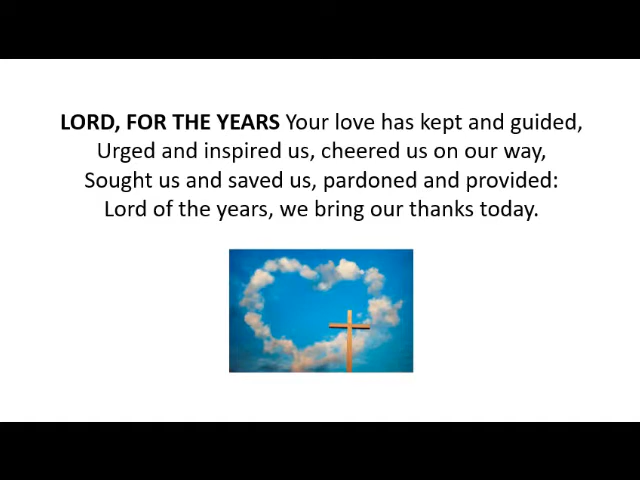 LORD, FOR THE YEARS Your love has kept and guided,
Urged and inspired us, cheered us on our way,
Sought us and saved us, pardoned and provided:
Lord of the years, we bring our thanks today.